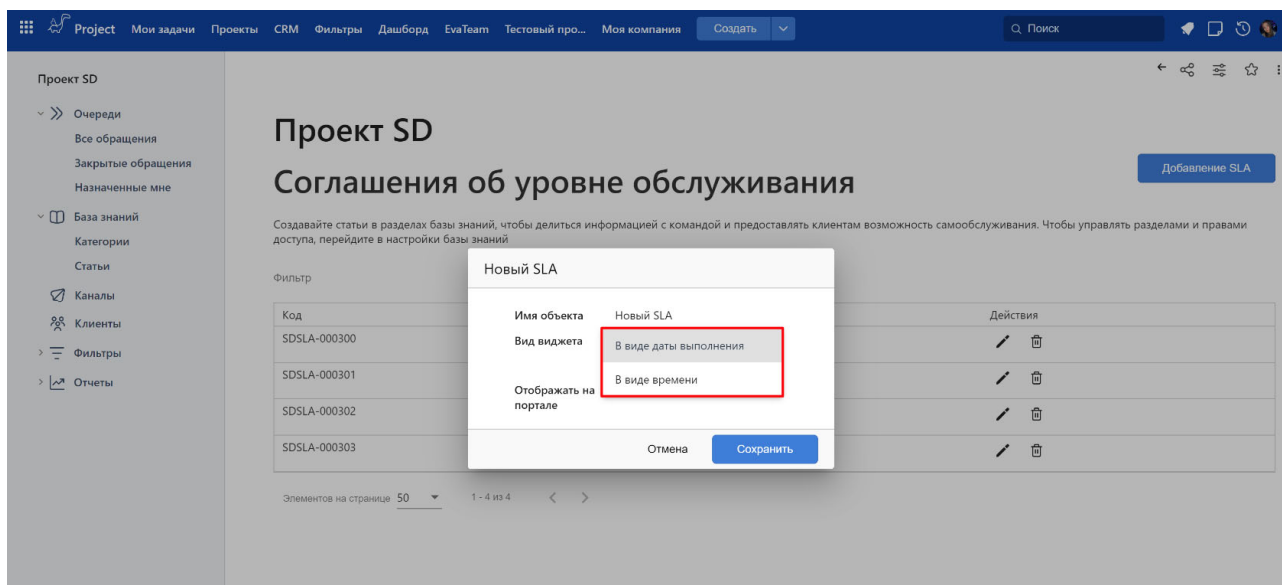 Project Мои задачи Проекты CRM Фильтры Дашборд EvaTeam Тестовый про... Моя компания Создать Поиск
Проект SD
Очереди
Все обращения
Закрытые обращения
Назначенные мне
База знаний
Категории
Статьи
Каналы
Клиенты
Фильтры
Отчеты
Проект SD
Соглашения об уровне обслуживания
Добавление SLA
Создавайте статьи в разделах базы знаний, чтобы делиться информацией с командой и предоставлять клиентам возможность самообслуживания. Чтобы управлять разделами и правами
доступа, перейдите в настройки базы знаний
Фильтр
Код Действия
SDSLA-000300
SDSLA-000301
SDSLA-000302
SDSLA-000303
Элементов на странице 50 1 - 4 из 4
Новый SLA
Имя объекта Новый SLA
Вид виджета В виде даты выполнения
В виде времени
Отображать на
портале
Отмена Сохранить